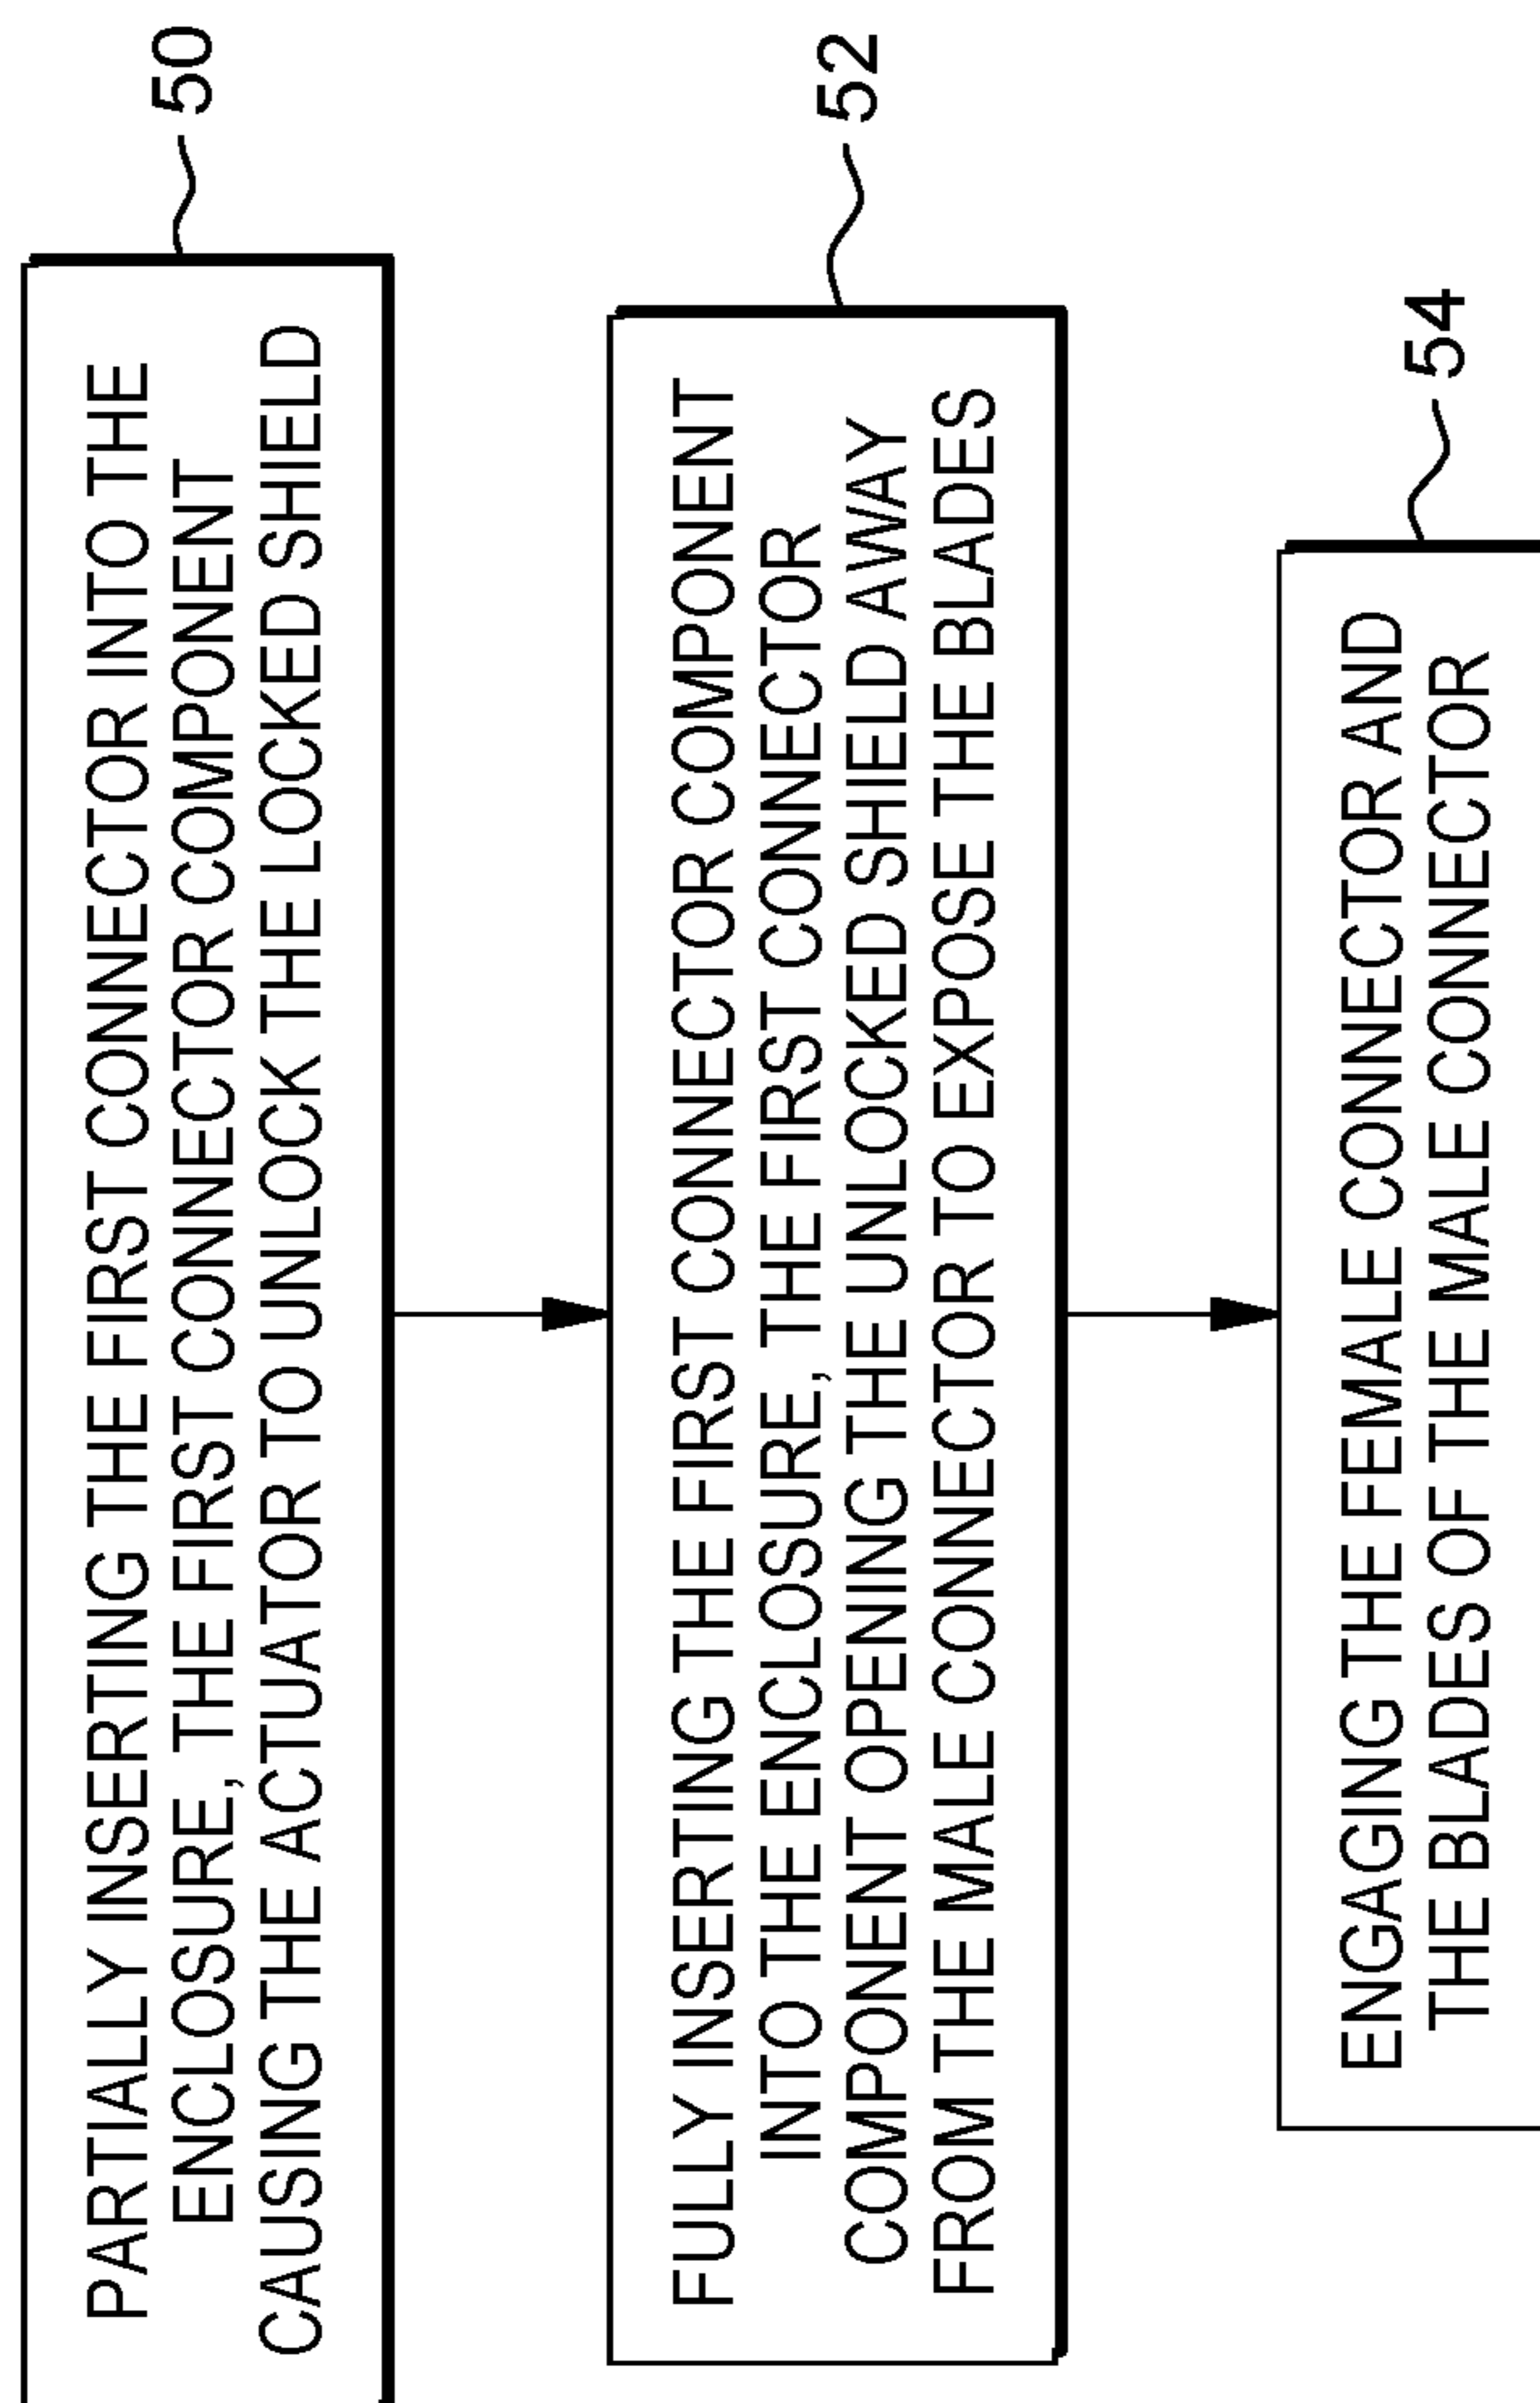 PARTIALLY INSERTING THE FIRST CONNECTOR INTO THE
ENCLOSURE, THE FIRST CONNECTOR COMPONENT
CAUSING THE ACTUATOR TO UNLOCK THE LOCKED SHIELD
50
FULLY INSERTING THE FIRST CONNECTOR COMPONENT
INTO THE ENCLOSURE, THE FIRST CONNECTOR
COMPONENT OPENING THE UNLOCKED SHIELD AWAY
FROM THE MALE CONNECTOR TO EXPOSE THE BLADES
52
ENGAGING THE FEMALE CONNECTOR AND
THE BLADES OF THE MALE CONNECTOR
54